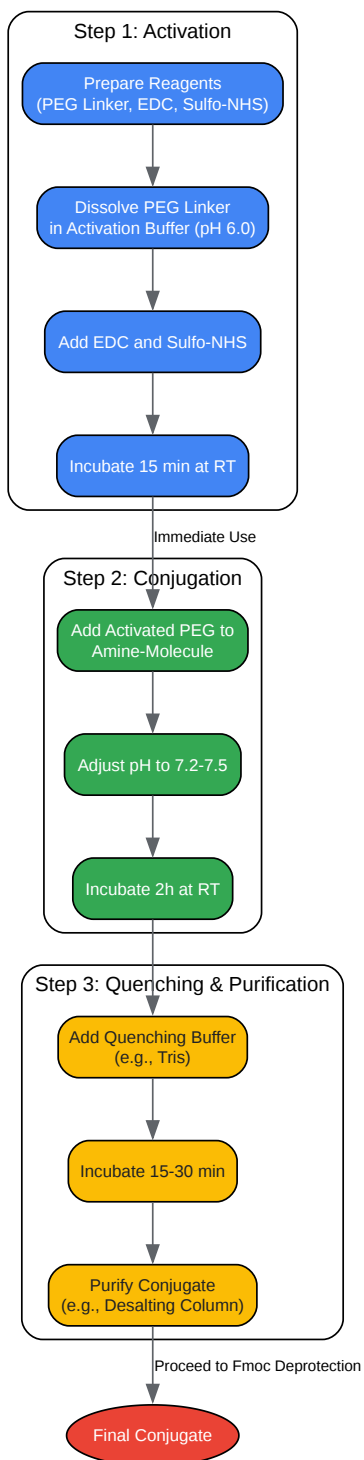 Step 1: Activation
Prepare Reagents
(PEG Linker, EDC, Sulfo-NHS)
Dissolve PEG Linker
in Activation Buffer (pH 6.0)
Add EDC and Sulfo-NHS
Incubate 15 min at RT
Immediate Use
Step 2: Conjugation
Add Activated PEG to
Amine-Molecule
Adjust pH to 7.2-7.5
Incubate 2h at RT
Step 3: Quenching & Purification
Add Quenching Buffer
(e.g., Tris)
Incubate 15-30 min
Purify Conjugate
(e.g., Desalting Column)
Proceed to Fmoc Deprotection
Final Conjugate